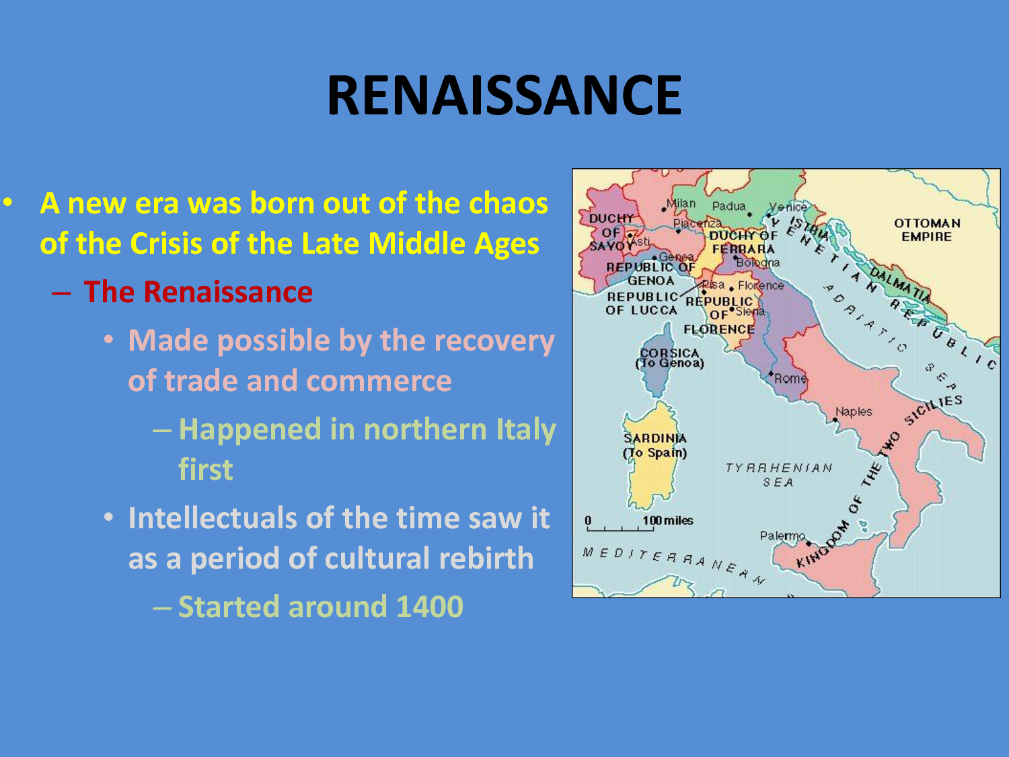 RENAISSANCE
• A new era was born out of the chaos
of the Crisis of the Late Middle Ages
– The Renaissance
• Made possible by the recovery
of trade and commerce
– Happened in northern Italy
first
• Intellectuals of the time saw it
as a period of cultural rebirth
– Started around 1400
Milan
Padua
Venice
DUCHY
OF
SAVOY
Asti
Piacenza
DUCHY OF
FERRARA
ISTRIA
OTTOMAN
EMPIRE
Genoa
Bologna
REPUBLIC OF
GENOA
VENETIAN REPUBLIC
DALMATIA
Pisa
Florence
REPUBLIC
OF LUCCA
REPUBLIC
OF
FLORENCE
Siena
ADRIATIC SEA
CORSICA
(To Genoa)
Rome
Naples
SARDINIA
(To Spain)
KINGDOM OF THE TWO SICILIES
TYRRHENIAN
SEA
0 100 miles
Palermo
MEDITERRANEAN